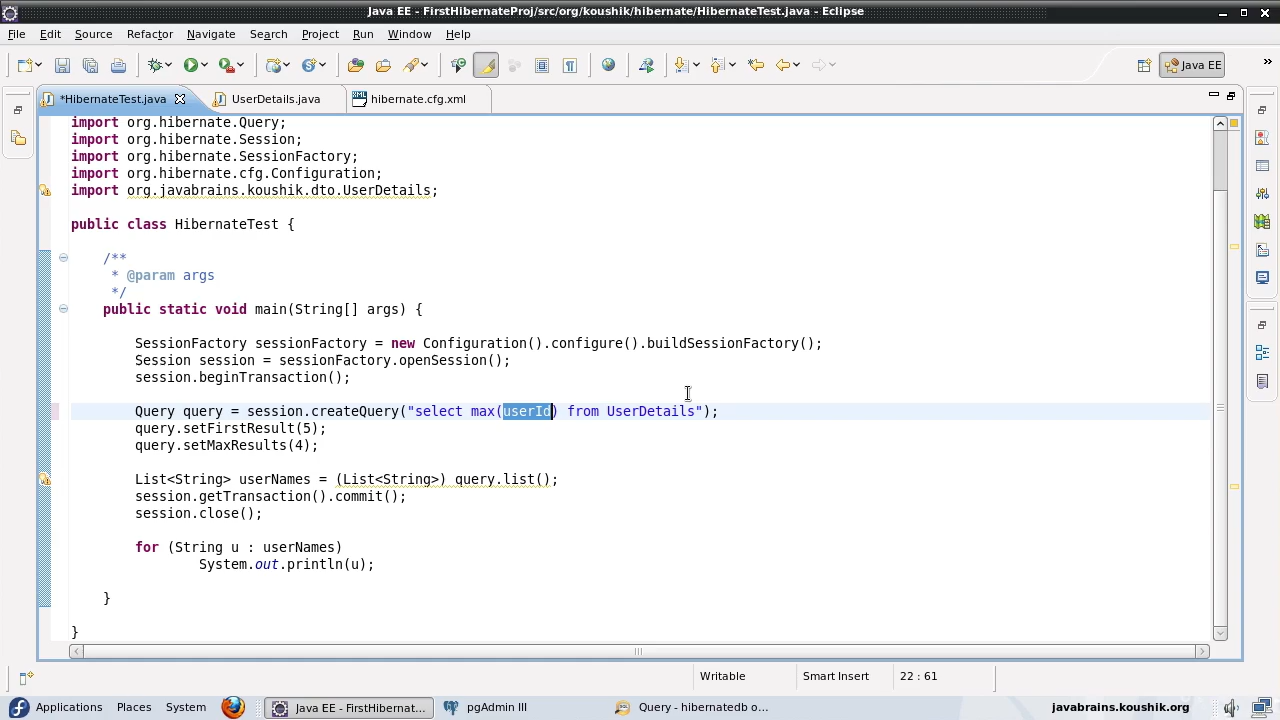 Java EE - FirstHibernateProj/src/org/koushik/hibernate/HibernateTest.java - Eclipse
File Edit Source Refactor Navigate Search Project Run Window Help
Java EE
*HibernateTest.java UserDetails.java hibernate.cfg.xml
import org.hibernate.Query;
import org.hibernate.Session;
import org.hibernate.SessionFactory;
import org.hibernate.cfg.Configuration;
import org.javabrains.koushik.dto.UserDetails;
public class HibernateTest {
/**
* @param args
*/
public static void main(String[] args) {
SessionFactory sessionFactory = new Configuration().configure().buildSessionFactory();
Session session = sessionFactory.openSession();
session.beginTransaction();
Query query = session.createQuery("select max(userId) from UserDetails");
query.setFirstResult(5);
query.setMaxResults(4);
List<String> userNames = (List<String>) query.list();
session.getTransaction().commit();
session.close();
for (String u : userNames)
System.out.println(u);
}
}
Writable Smart Insert 22 : 61
Applications Places System Java EE - FirstHibernat... pgAdmin III Query - hibernatedb o... javabrains.koushik.org